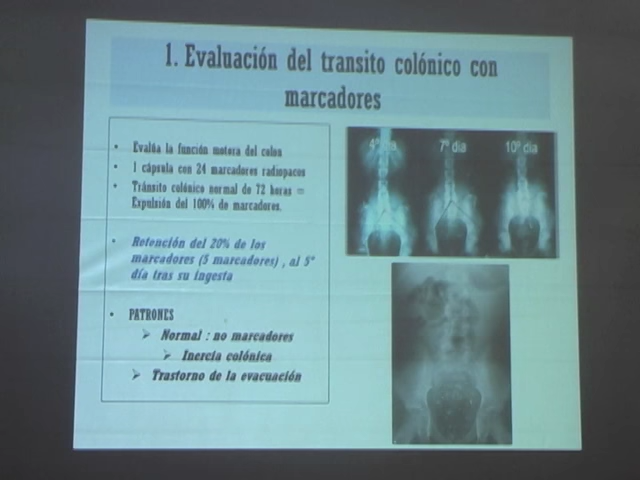 1. Evaluación del transito colónico con
marcadores
• Evalúa la función motora del colon
• 1 cápsula con 24 marcadores radiopacos
• Tránsito colónico normal de 72 horas =
Expulsión del 100% de marcadores.
• Retención del 20% de los
marcadores (5 marcadores) , al 5º
día tras su ingesta
• PATRONES
➢ Normal : no marcadores
➢ Inercia colónica
➢ Trastorno de la evacuación
4º dia 7º dia 10º dia